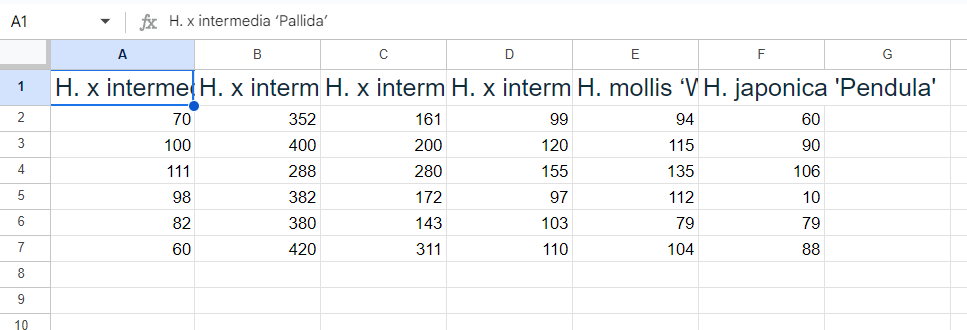 A1 fx H. x intermedia ‘Pallida’
A B C D E F G
1 H. x interme H. x interm H. x interm H. x interm H. mollis ‘W H. japonica 'Pendula'
2 70 352 161 99 94 60
3 100 400 200 120 115 90
4 111 288 280 155 135 106
5 98 382 172 97 112 10
6 82 380 143 103 79 79
7 60 420 311 110 104 88
8
9
10